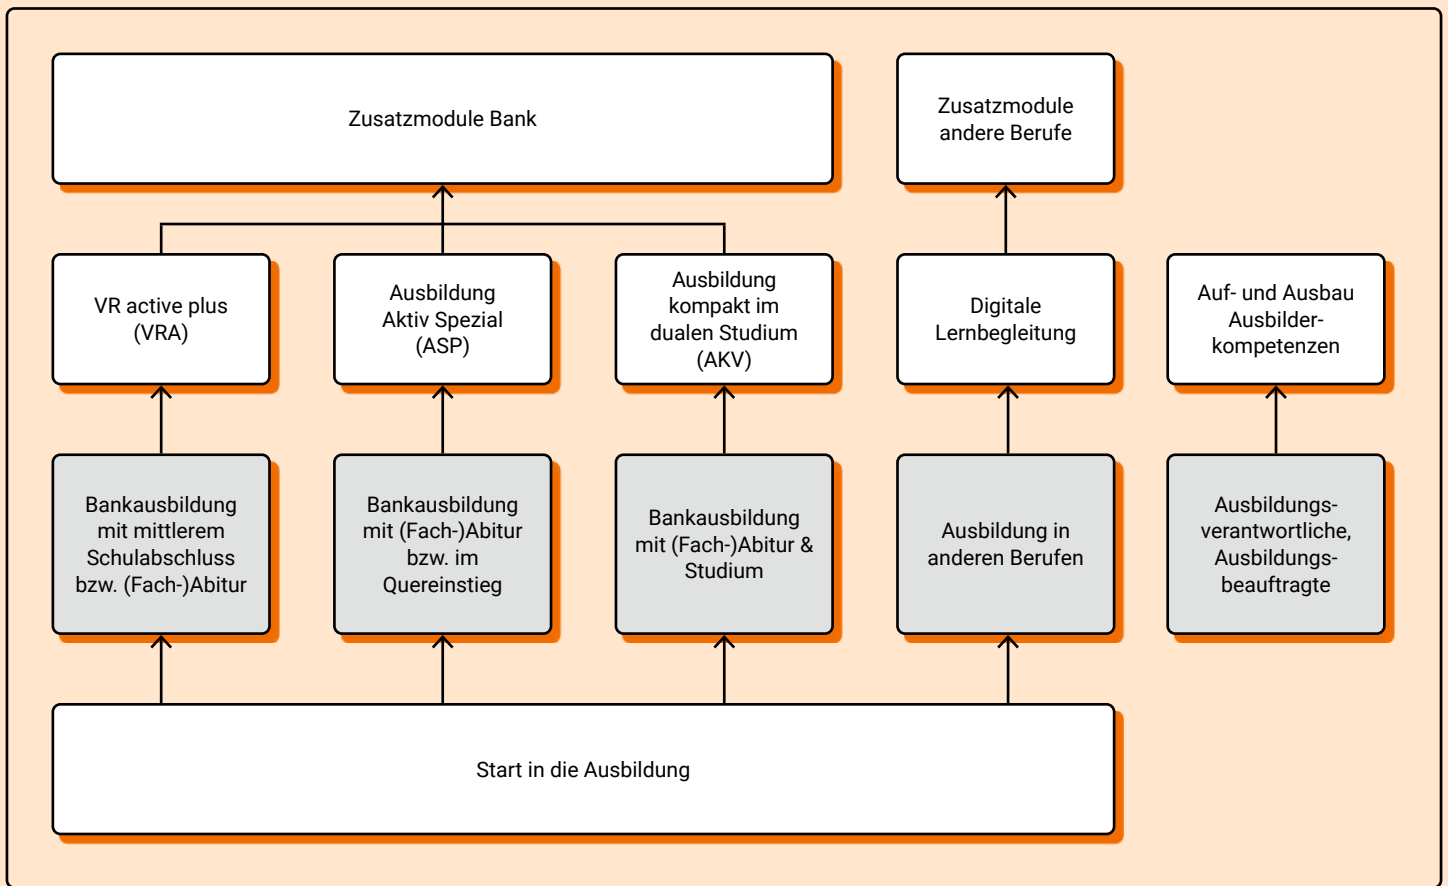 Zusatzmodule Bank
Zusatzmodule
andere Berufe
VR active plus
(VRA)
Ausbildung
Aktiv Spezial
(ASP)
Ausbildung
kompakt im
dualen Studium
(AKV)
Digitale
Lernbegleitung
Auf- und Ausbau
Ausbilder-
kompetenzen
Bankausbildung
mit mittlerem
Schulabschluss
bzw. (Fach-)Abitur
Bankausbildung
mit (Fach-)Abitur
bzw. im
Quereinstieg
Bankausbildung
mit (Fach-)Abitur &
Studium
Ausbildung in
anderen Berufen
Ausbildungs-
verantwortliche,
Ausbildungs-
beauftragte
Start in die Ausbildung